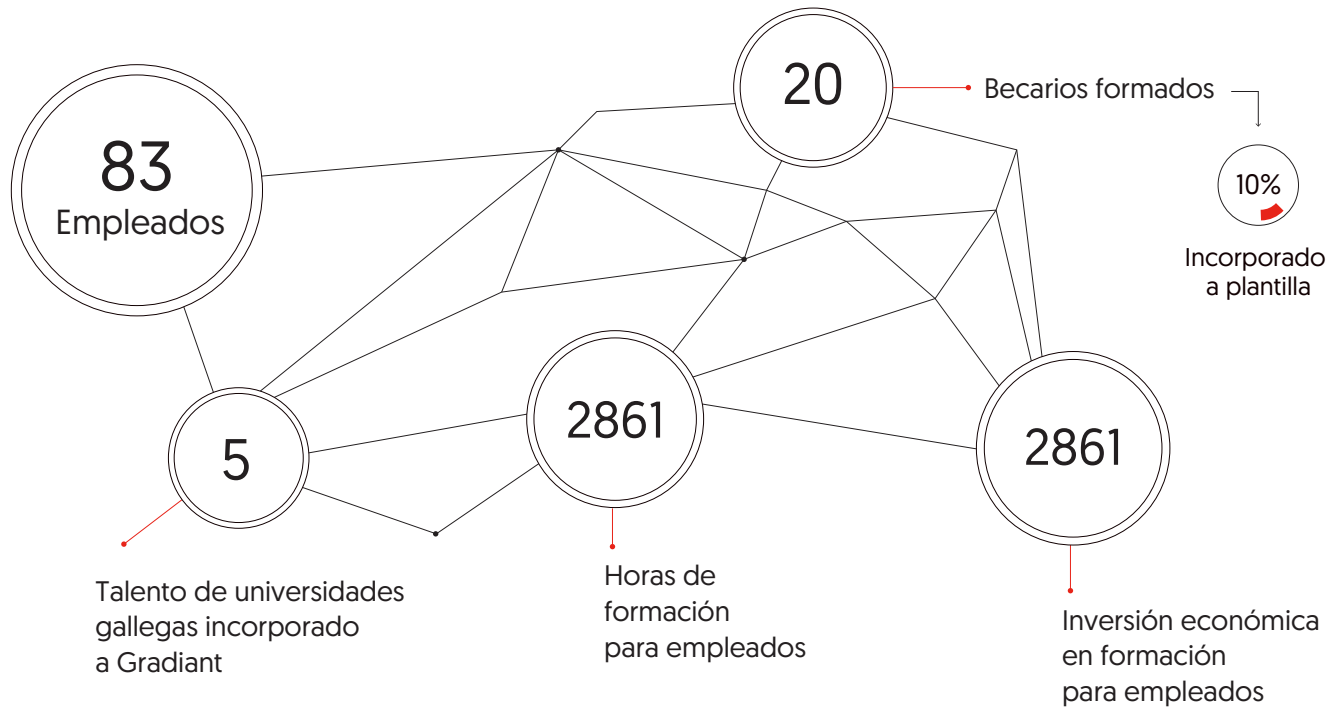 20
Becarios formados
83
Empleados
10%
Incorporado
a plantilla
5
2861
2861
Talento de universidades
gallegas incorporado
a Gradiant
Horas de
formación
para empleados
Inversión económica
en formación
para empleados